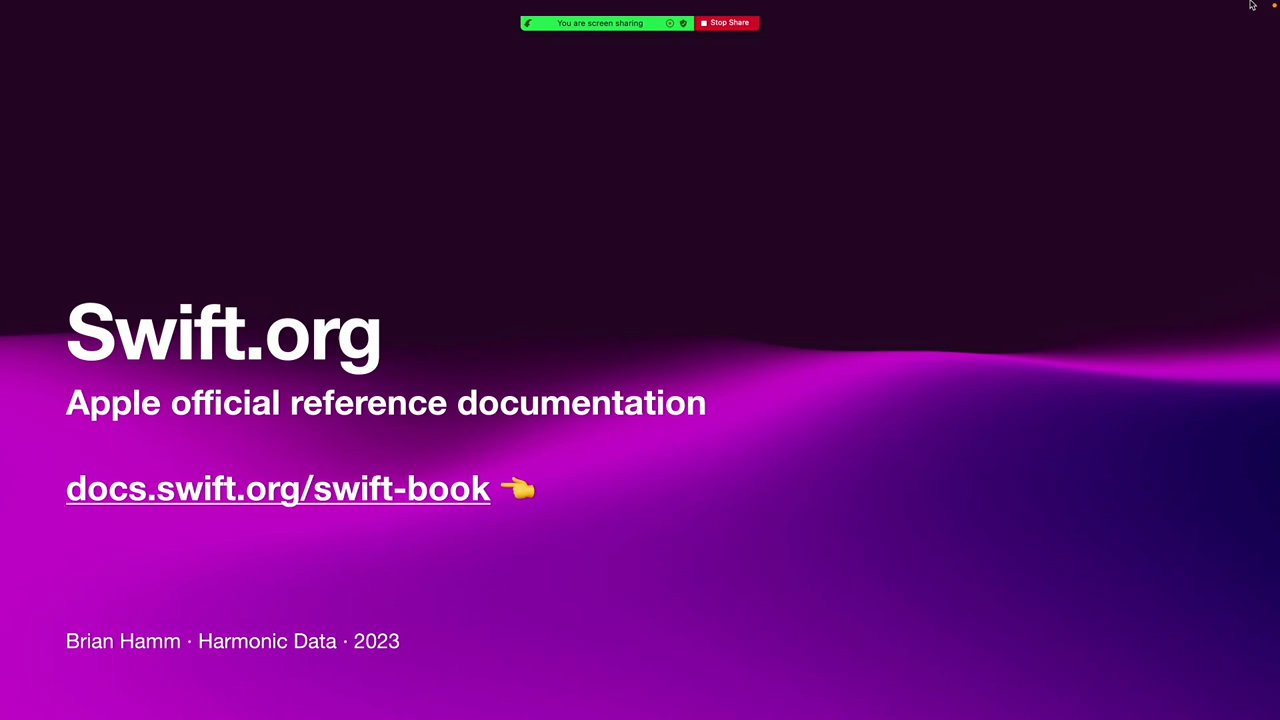 You are screen sharing
Stop Share
Swift.org
Apple official reference documentation
docs.swift.org/swift-book 👈
Brian Hamm · Harmonic Data · 2023